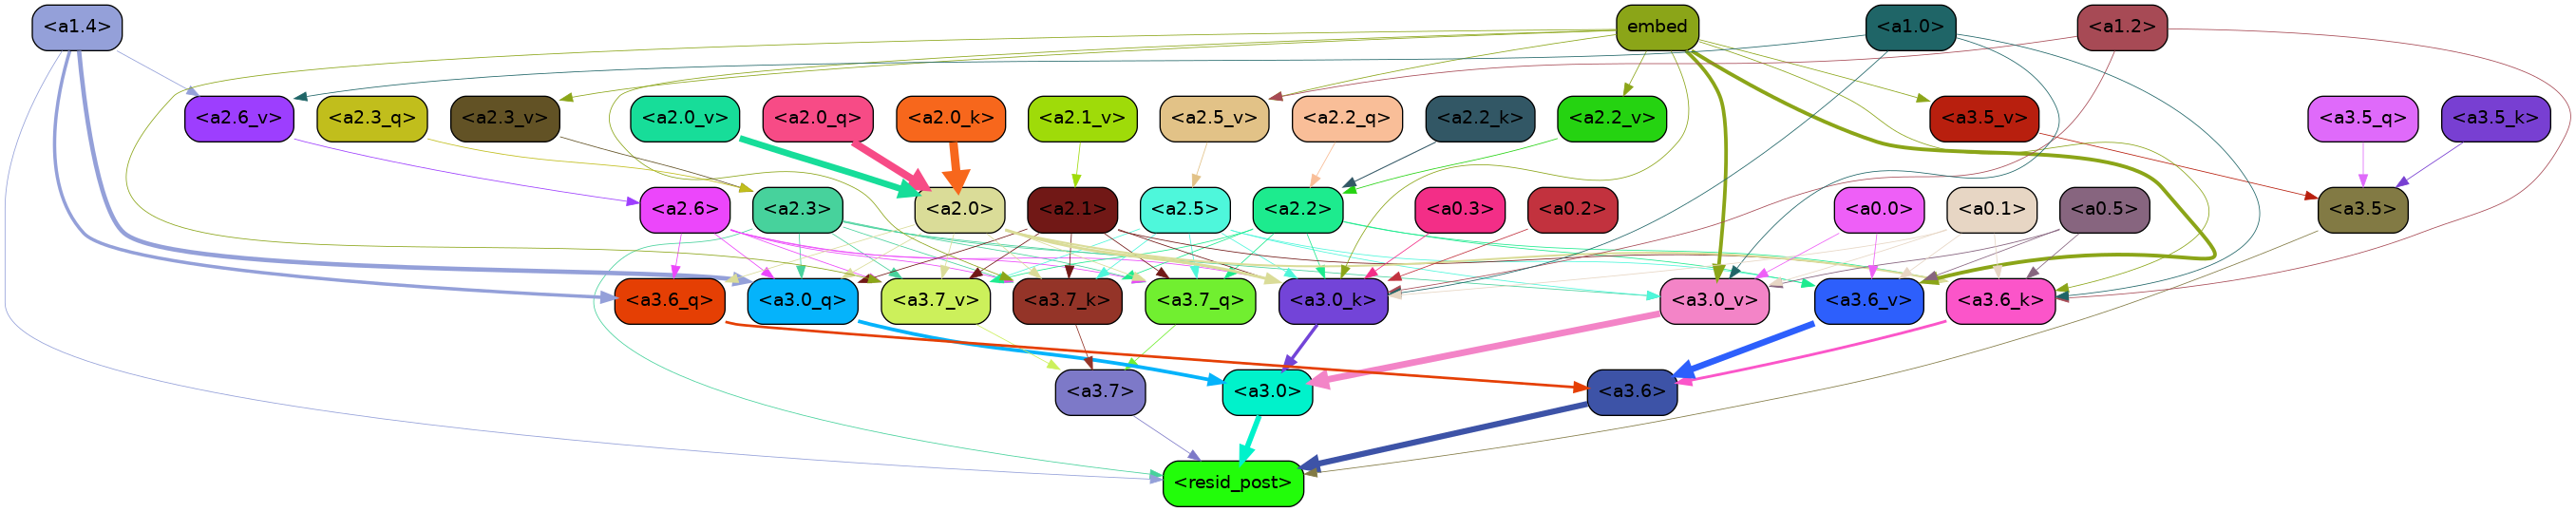 <a1.4>
embed
<a1.0>
<a1.2>
<a2.6_v>
<a2.3_q>
<a2.3_v>
<a2.0_v>
<a2.0_q>
<a2.0_k>
<a2.1_v>
<a2.5_v>
<a2.2_q>
<a2.2_k>
<a2.2_v>
<a3.5_v>
<a3.5_q>
<a3.5_k>
<a2.6>
<a2.3>
<a2.0>
<a2.1>
<a2.5>
<a2.2>
<a0.3>
<a0.2>
<a0.0>
<a0.1>
<a0.5>
<a3.5>
<a3.6_q>
<a3.0_q>
<a3.7_v>
<a3.7_k>
<a3.7_q>
<a3.0_k>
<a3.0_v>
<a3.6_v>
<a3.6_k>
<a3.7>
<a3.0>
<a3.6>
<resid_post>